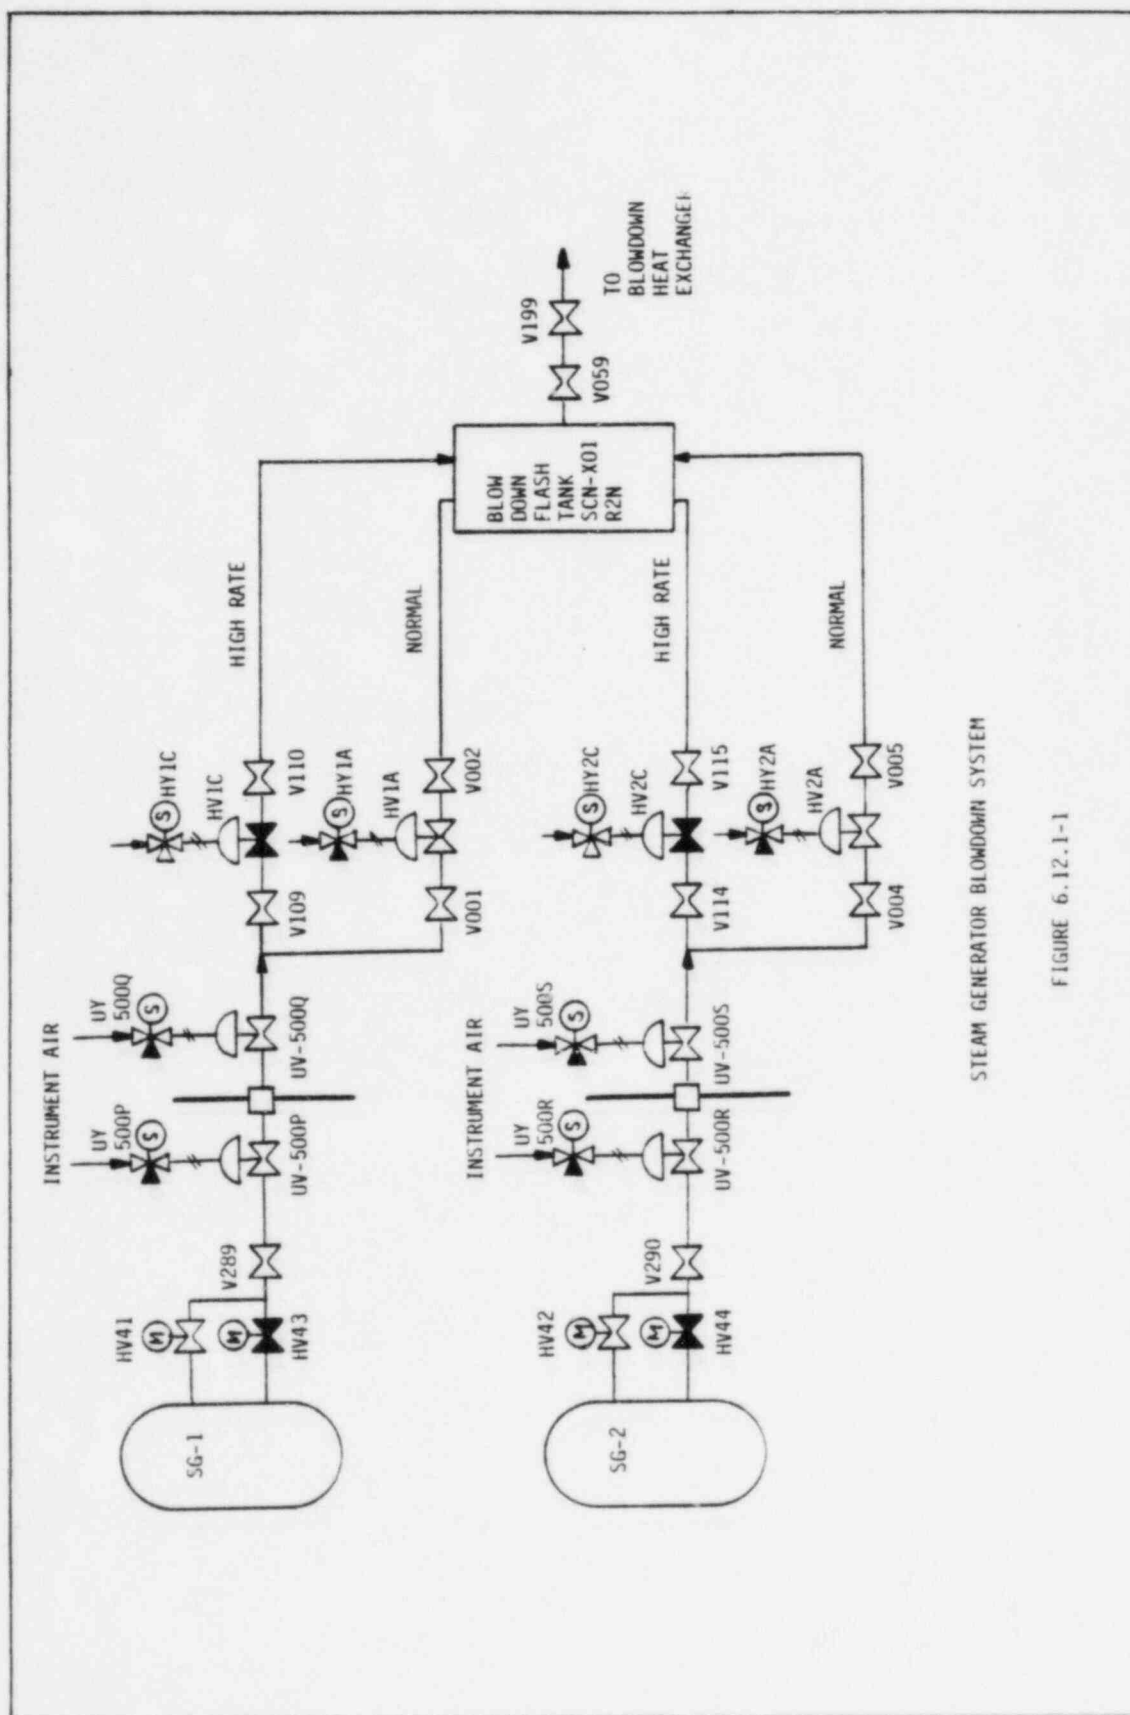 INSTRUMENT AIR
UY
500P
S
UY
500Q
S
S
HY1C
HV1C
HIGH RATE
HV41
M
M
HV43
V289
UV-500P
UV-500Q
V109
V110
S
HY1A
HV1A
NORMAL
V001
V002
SG-1
BLOW
DOWN
FLASH
TANK
SCN-X01
R2N
V059
V199
TO
BLOWDOWN
HEAT
EXCHANGER
INSTRUMENT AIR
UY
500R
S
UY
500S
S
S
HY2C
HV2C
HIGH RATE
HV42
M
M
HV44
V290
UV-500R
UV-500S
V114
V115
S
HY2A
HV2A
NORMAL
V004
V005
SG-2
STEAM GENERATOR BLOWDOWN SYSTEM
FIGURE 6.12.1-1